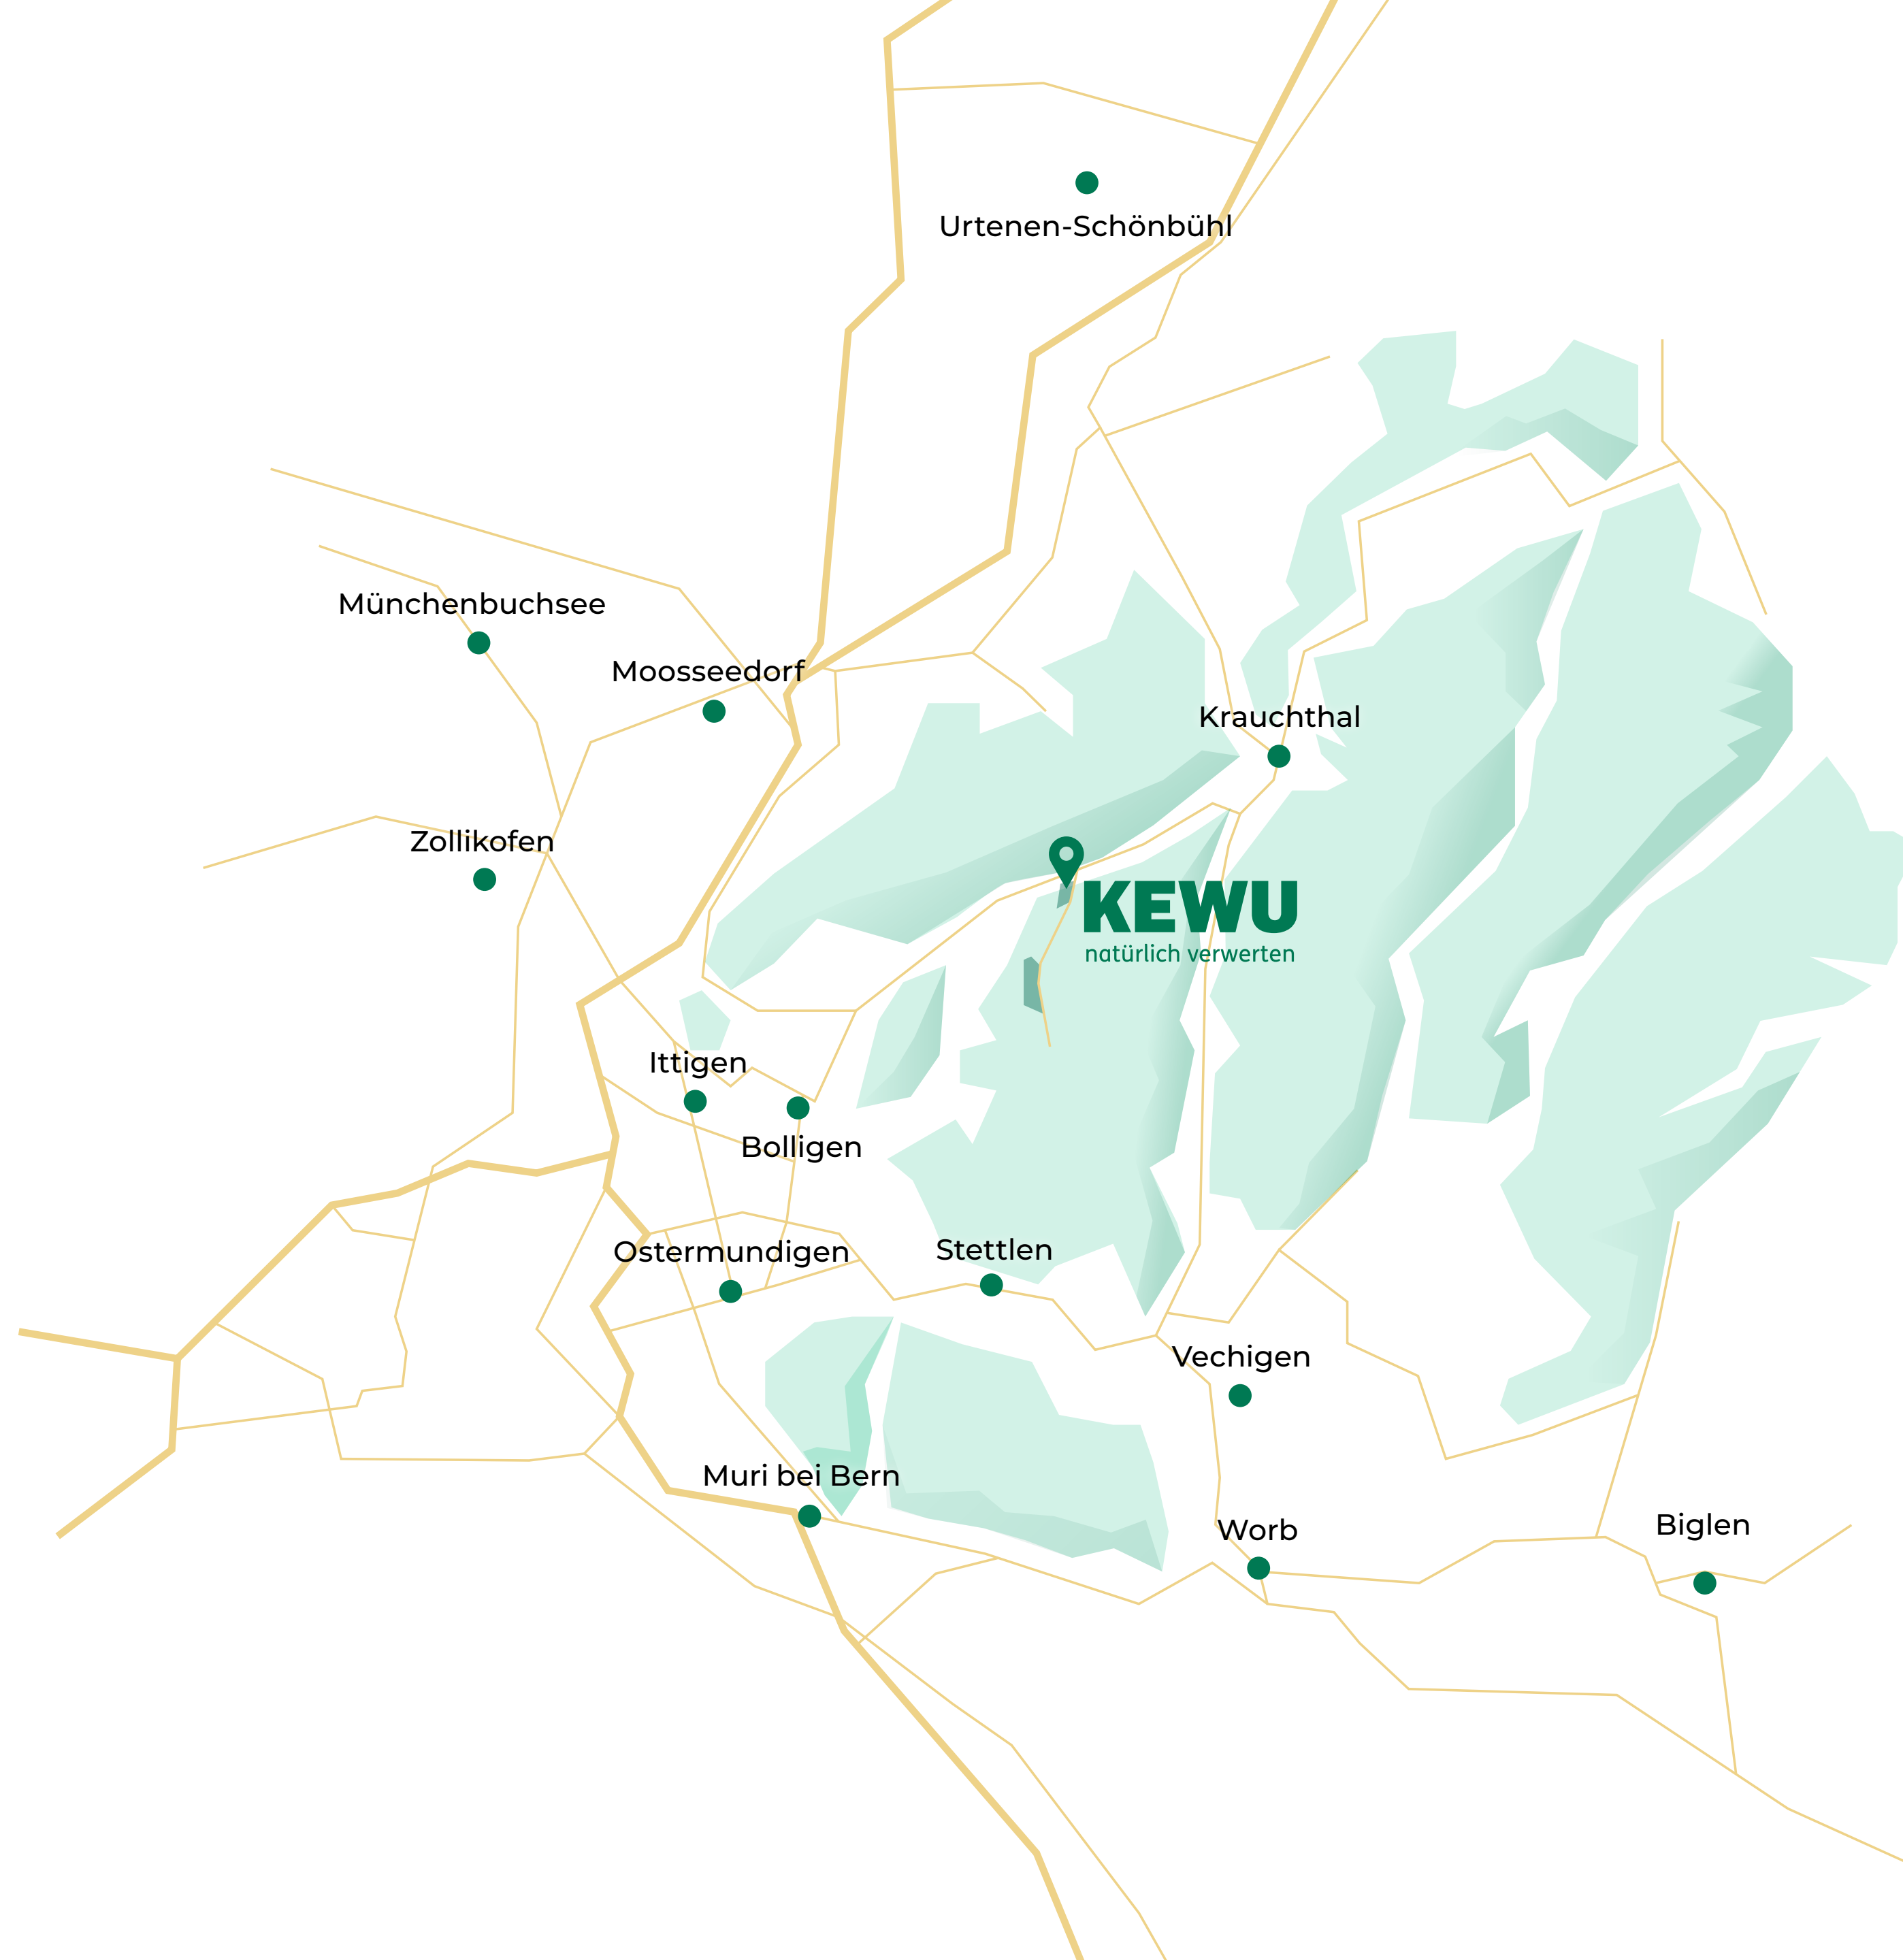 Urtenen-Schönbühl
Münchenbuchsee
Moosseedorf
Krauchthal
Zollikofen
KEWU
natürlich verwerten
Ittigen
Bolligen
Ostermundigen
Stettlen
Vechigen
Muri bei Bern
Worb
Biglen